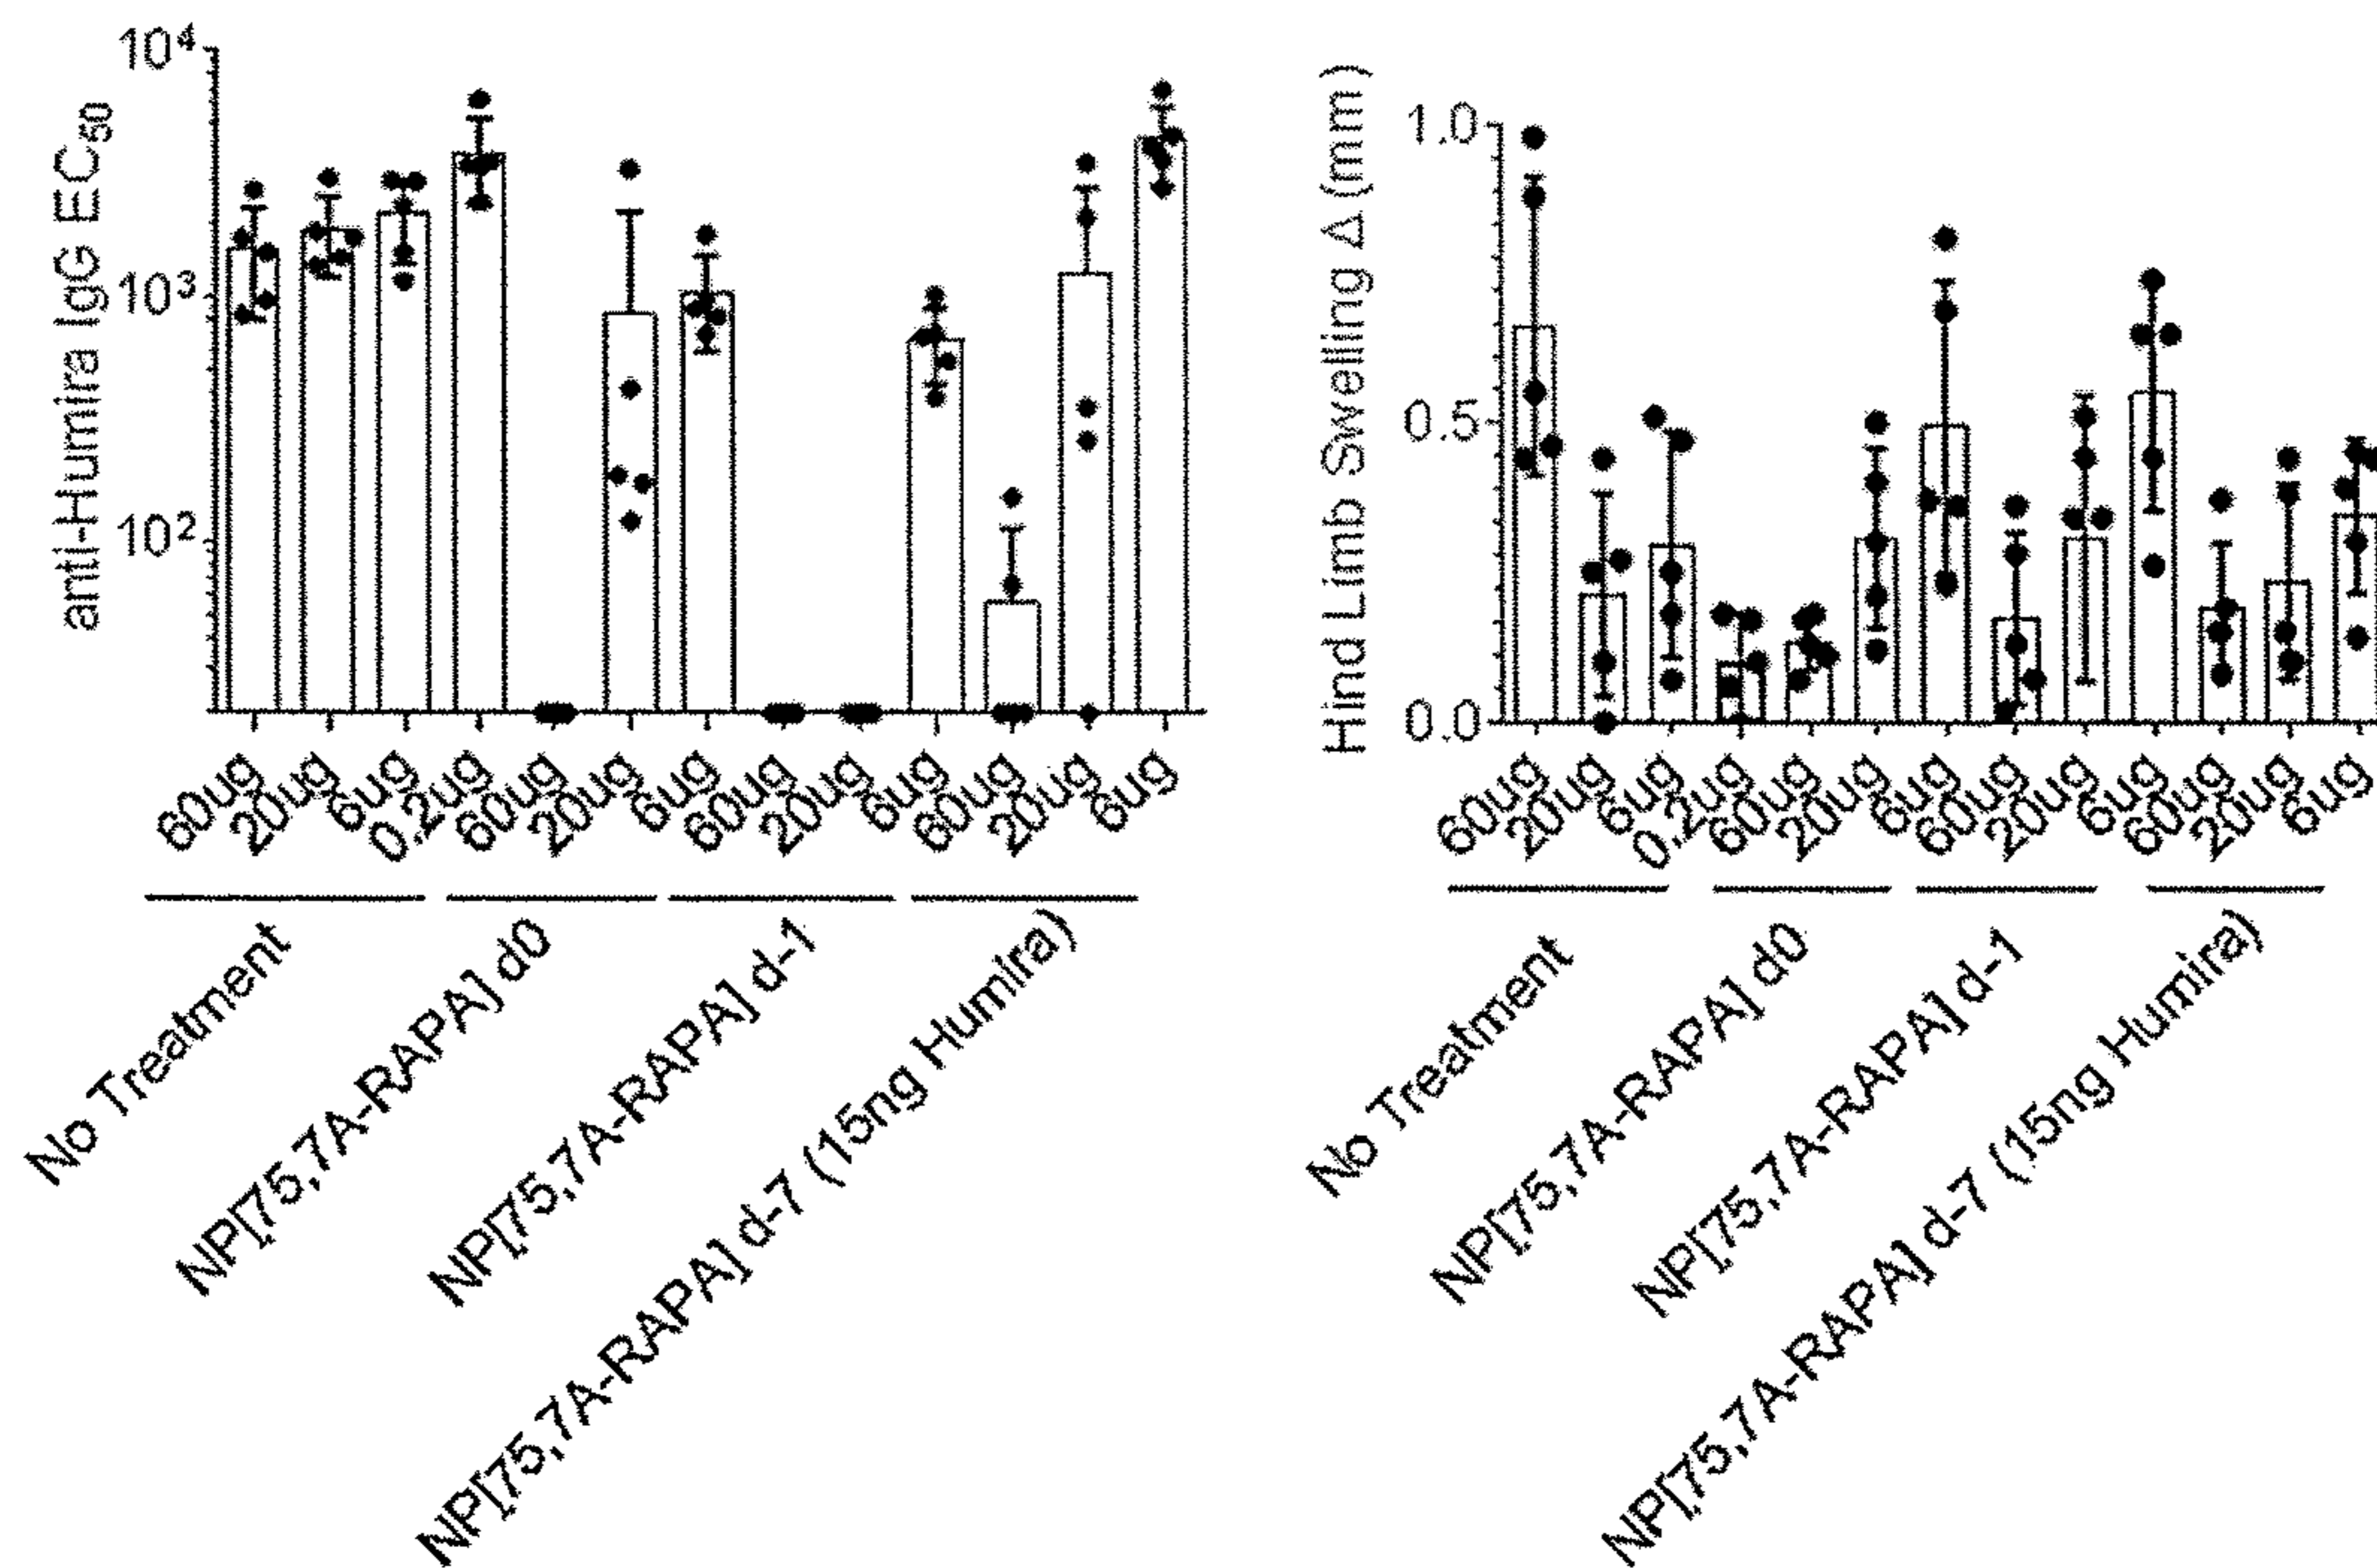 anti-Humira IgG EC50
10⁴
10³
10²
60ug
20ug
6ug
0.2ug
60ug
20ug
6ug
60ug
20ug
6ug
60ug
20ug
6ug
No Treatment
NP[75,7A-RAPA] d0
NP[75,7A-RAPA] d-1
NP[75,7A-RAPA] d-7 (15ng Humira)
Hind Limb Swelling Δ (mm)
1.0
0.5
0.0
60ug
20ug
6ug
0.2ug
60ug
20ug
6ug
60ug
20ug
6ug
60ug
20ug
6ug
No Treatment
NP[75,7A-RAPA] d0
NP[75,7A-RAPA] d-1
NP[75,7A-RAPA] d-7 (15ng Humira)